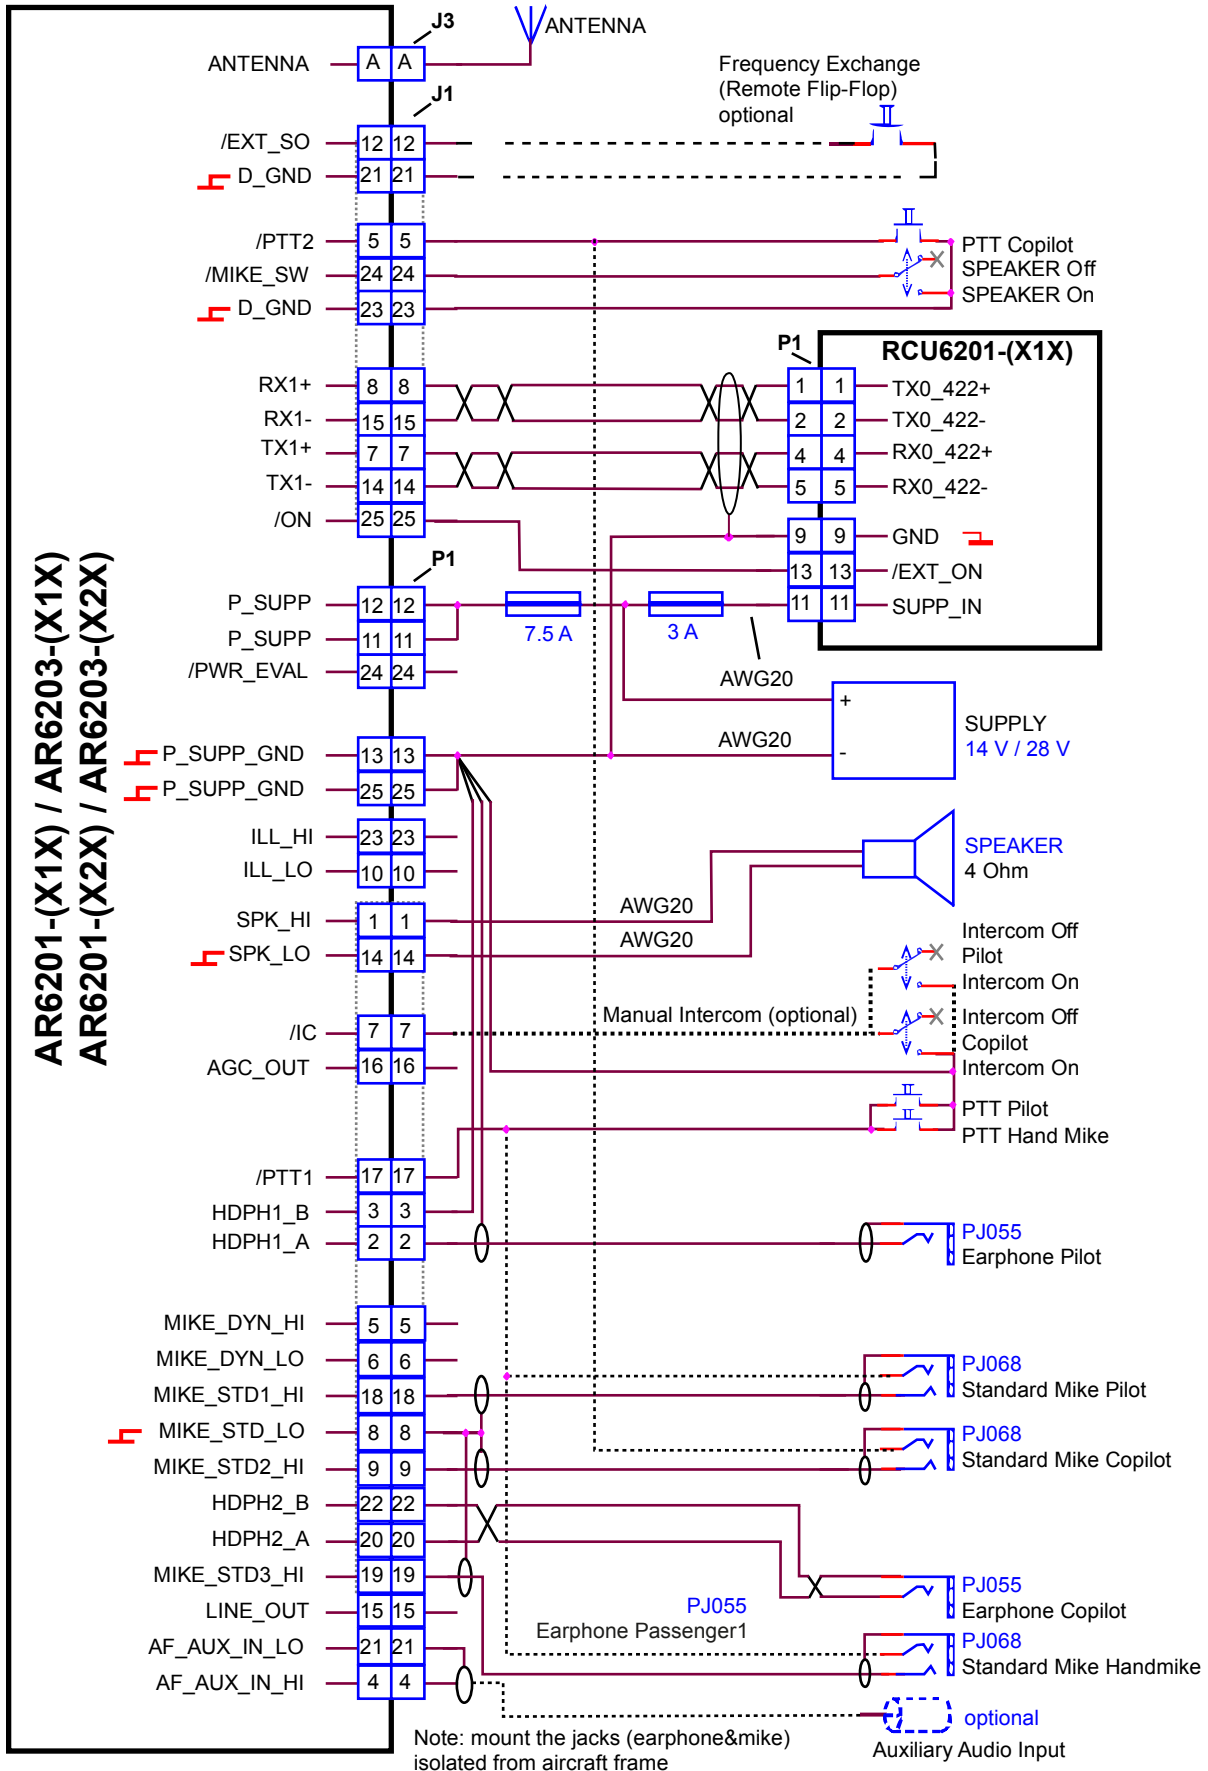 J3
ANTENNA
ANTENNA A A
Frequency Exchange
(Remote Flip-Flop)
optional
J1
/EXT_SO 12 12
D_GND 21 21
/PTT2 5 5
PTT Copilot
/MIKE_SW 24 24
SPEAKER Off
SPEAKER On
D_GND 23 23
P1
RCU6201-(X1X)
RX1+ 8 8
1 1 TX0_422+
RX1- 15 15
2 2 TX0_422-
TX1+ 7 7
4 4 RX0_422+
TX1- 14 14
5 5 RX0_422-
/ON 25 25
9 9 GND
13 13 /EXT_ON
11 11 SUPP_IN
P1
P_SUPP 12 12
7.5 A
3 A
P_SUPP 11 11
/PWR_EVAL 24 24
AWG20
+
SUPPLY
14 V / 28 V
AWG20
-
P_SUPP_GND 13 13
P_SUPP_GND 25 25
ILL_HI 23 23
ILL_LO 10 10
SPEAKER
4 Ohm
SPK_HI 1 1
AWG20
SPK_LO 14 14
AWG20
AR6201-(X1X) / AR6203-(X1X)
AR6201-(X2X) / AR6203-(X2X)
Intercom Off
Pilot
Intercom On
Manual Intercom (optional)
/IC 7 7
Intercom Off
Copilot
Intercom On
AGC_OUT 16 16
PTT Pilot
PTT Hand Mike
/PTT1 17 17
HDPH1_B 3 3
HDPH1_A 2 2
PJ055
Earphone Pilot
MIKE_DYN_HI 5 5
MIKE_DYN_LO 6 6
PJ068
Standard Mike Pilot
MIKE_STD1_HI 18 18
MIKE_STD_LO 8 8
PJ068
Standard Mike Copilot
MIKE_STD2_HI 9 9
HDPH2_B 22 22
HDPH2_A 20 20
MIKE_STD3_HI 19 19
PJ055
Earphone Copilot
LINE_OUT 15 15
PJ055
Earphone Passenger1
AF_AUX_IN_LO 21 21
PJ068
Standard Mike Handmike
AF_AUX_IN_HI 4 4
optional
Auxiliary Audio Input
Note: mount the jacks (earphone&mike)
isolated from aircraft frame